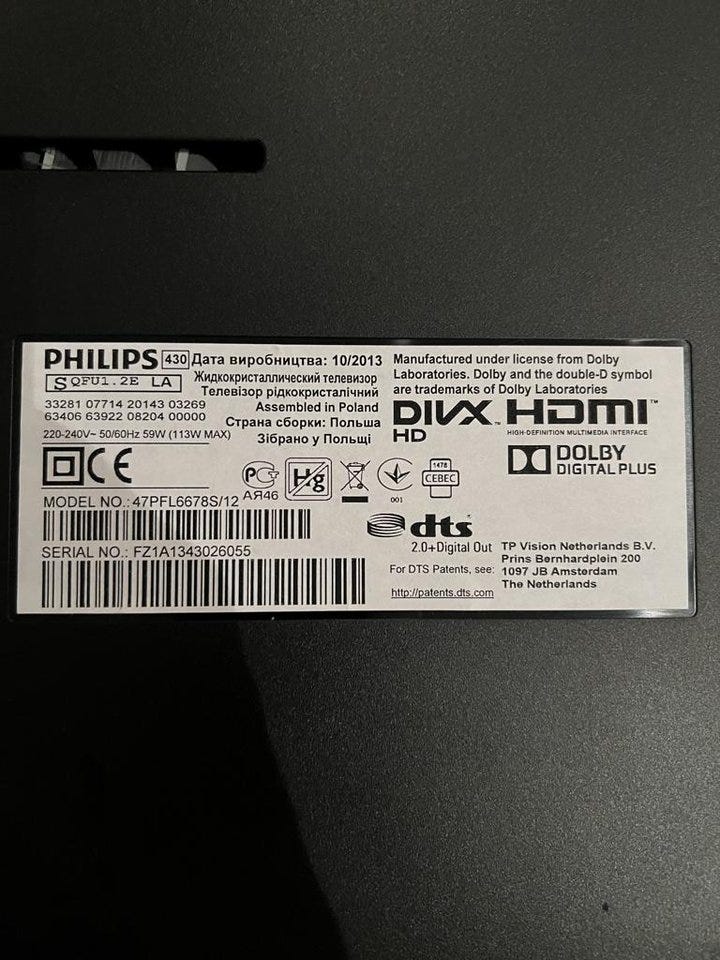 PHILIPS 430 Дата виробництва: 10/2013
S QFU1.2E LA
Жидкокристаллический телевизор
Телевізор рідкокристалічний
33281 07714 20143 03269
63406 63922 08204 00000
Assembled in Poland
Страна сборки: Польша
Зібрано у Польщі
220-240V~ 50/60Hz 59W (113W MAX)
CE
PG
АЯ46
Hg
001
1478
CEBEC
MODEL NO.: 47PFL6678S/12
SERIAL NO.: FZ1A1343026055
Manufactured under license from Dolby
Laboratories. Dolby and the double-D symbol
are trademarks of Dolby Laboratories
DIVX HD
HDMI™
HIGH-DEFINITION MULTIMEDIA INTERFACE
DOLBY
DIGITAL PLUS
dts
2.0+Digital Out
For DTS Patents, see:
http://patents.dts.com
TP Vision Netherlands B.V.
Prins Bernhardplein 200
1097 JB Amsterdam
The Netherlands